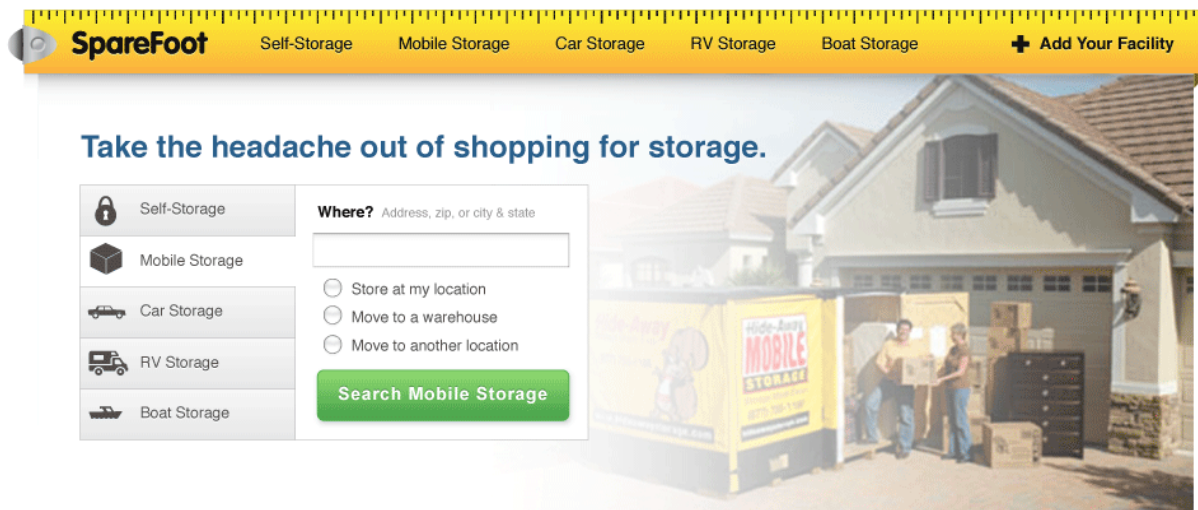 SpareFoot Self-Storage Mobile Storage Car Storage RV Storage Boat Storage Add Your Facility
Take the headache out of shopping for storage.
Self-Storage
Mobile Storage
Car Storage
RV Storage
Boat Storage
Where? Address, zip, or city & state
Store at my location
Move to a warehouse
Move to another location
Search Mobile Storage
Hide-Away
Hide-Away
MOBILE
STORAGE